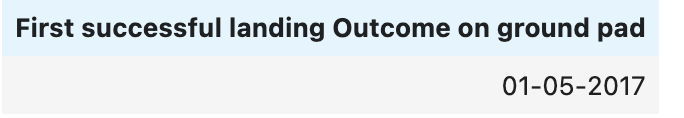 First successful landing Outcome on ground pad
01-05-2017